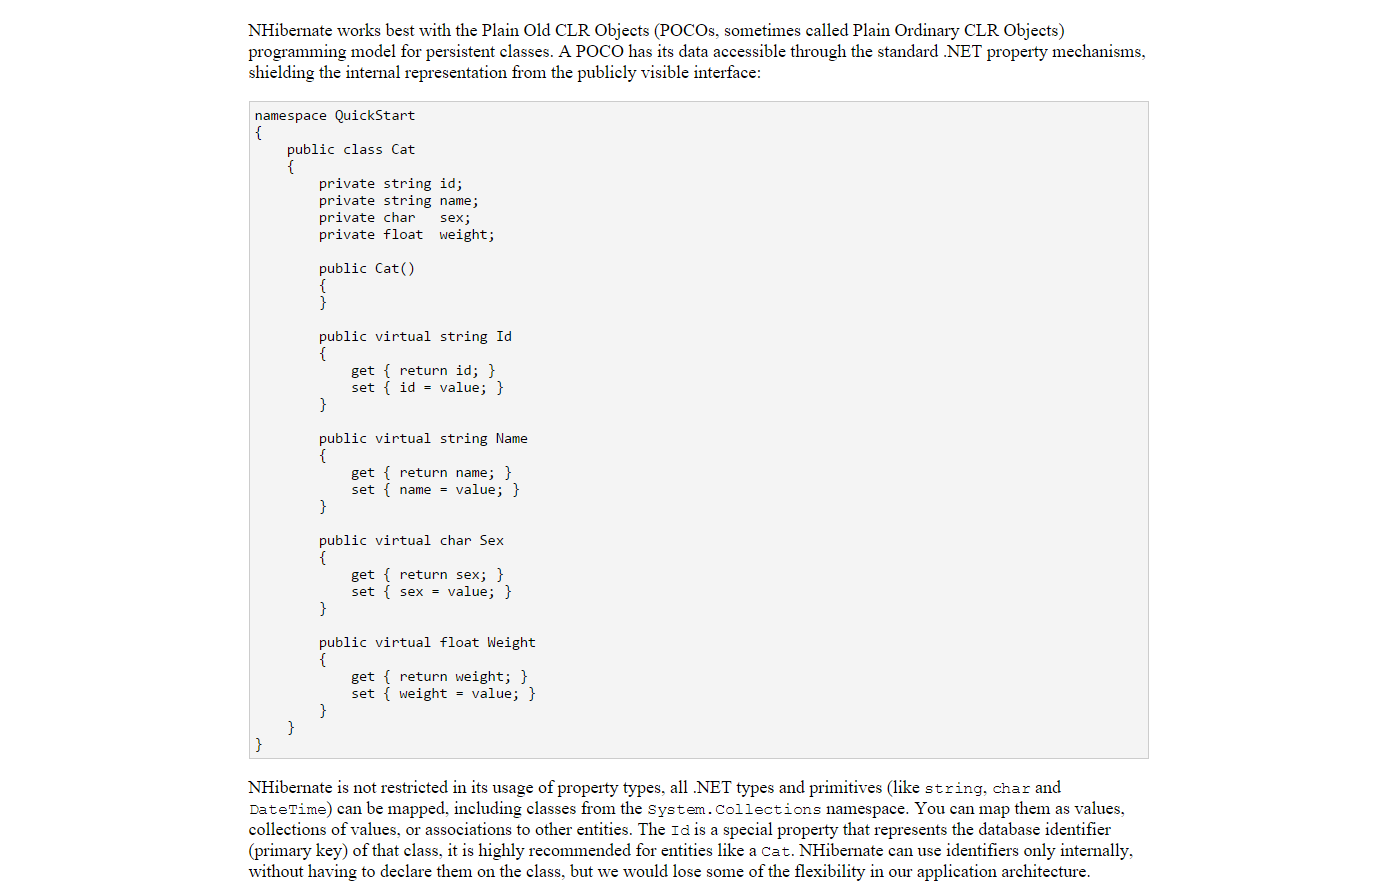 NHibernate works best with the Plain Old CLR Objects (POCOs, sometimes called Plain Ordinary CLR Objects)
programming model for persistent classes. A POCO has its data accessible through the standard .NET property mechanisms,
shielding the internal representation from the publicly visible interface:
namespace QuickStart
{
    public class Cat
    {
        private string id;
        private string name;
        private char   sex;
        private float  weight;

        public Cat()
        {
        }

        public virtual string Id
        {
            get { return id; }
            set { id = value; }
        }

        public virtual string Name
        {
            get { return name; }
            set { name = value; }
        }

        public virtual char Sex
        {
            get { return sex; }
            set { sex = value; }
        }

        public virtual float Weight
        {
            get { return weight; }
            set { weight = value; }
        }
    }
}
NHibernate is not restricted in its usage of property types, all .NET types and primitives (like string, char and
DateTime) can be mapped, including classes from the System.Collections namespace. You can map them as values,
collections of values, or associations to other entities. The Id is a special property that represents the database identifier
(primary key) of that class, it is highly recommended for entities like a Cat. NHibernate can use identifiers only internally,
without having to declare them on the class, but we would lose some of the flexibility in our application architecture.